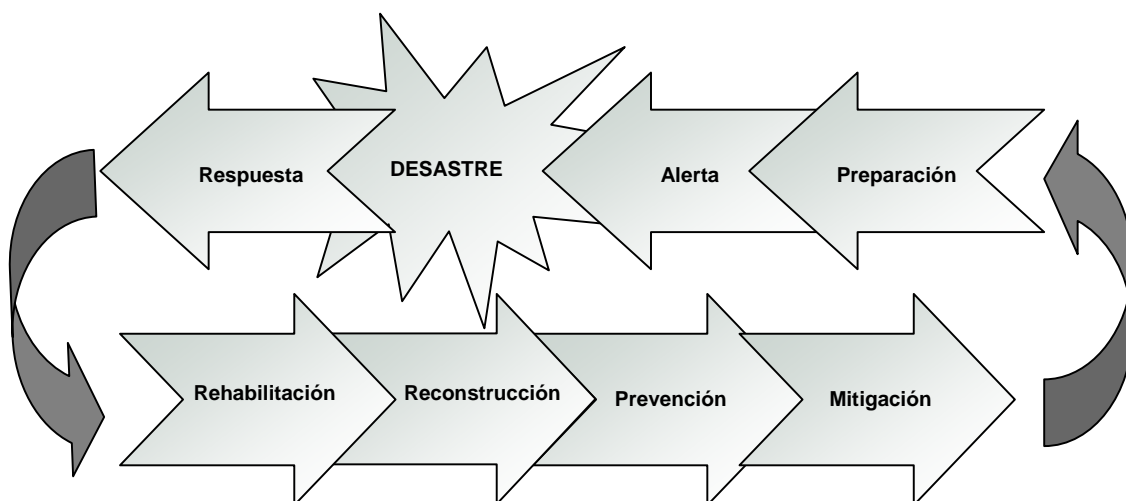 Respuesta
DESASTRE
Alerta
Preparación
Rehabilitación
Reconstrucción
Prevención
Mitigación